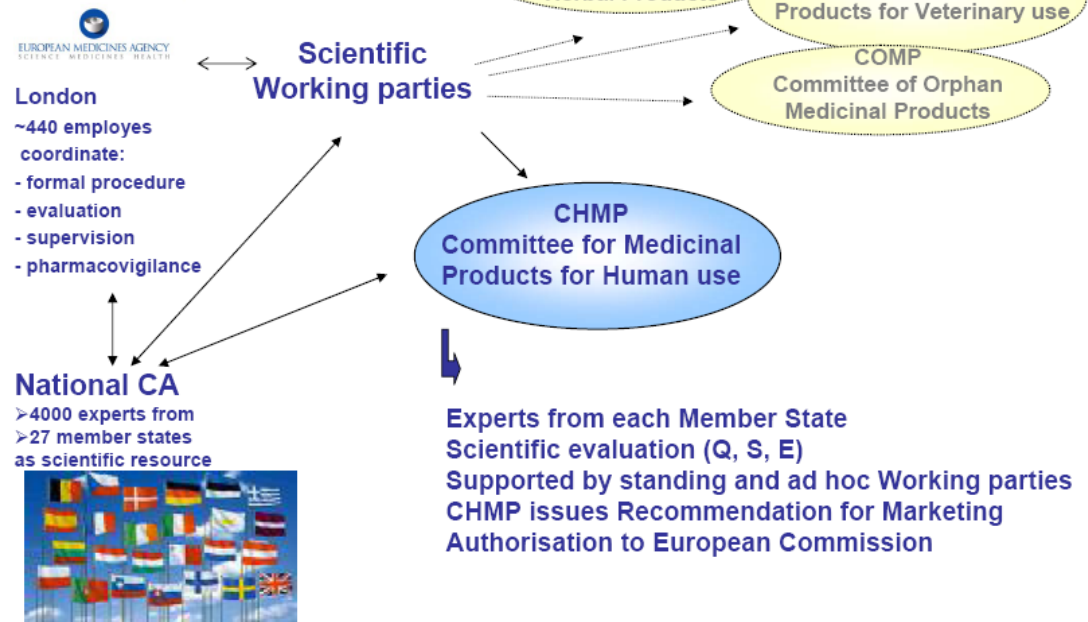 Products for Veterinary use
COMP
Committee of Orphan
Medicinal Products
EUROPEAN MEDICINES AGENCY
SCIENCE MEDICINES HEALTH
Scientific
Working parties
London
~440 employes
coordinate:
- formal procedure
- evaluation
- supervision
- pharmacovigilance
CHMP
Committee for Medicinal
Products for Human use
National CA
➢4000 experts from
➢27 member states
as scientific resource
Experts from each Member State
Scientific evaluation (Q, S, E)
Supported by standing and ad hoc Working parties
CHMP issues Recommendation for Marketing
Authorisation to European Commission